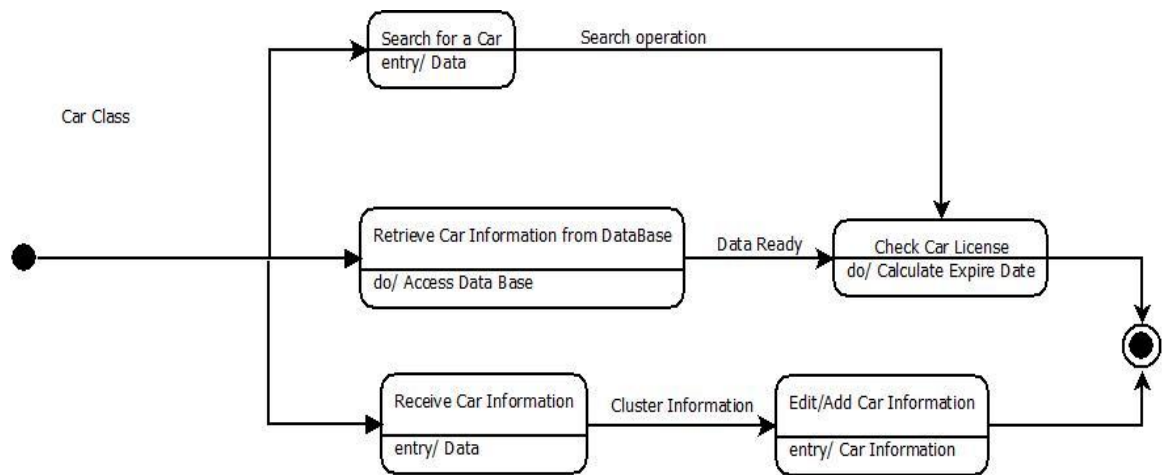 Search for a Car
entry/ Data
Search operation
Car Class
Retrieve Car Information from DataBase
do/ Access Data Base
Data Ready
Check Car License
do/ Calculate Expire Date
Receive Car Information
entry/ Data
Cluster Information
Edit/Add Car Information
entry/ Car Information